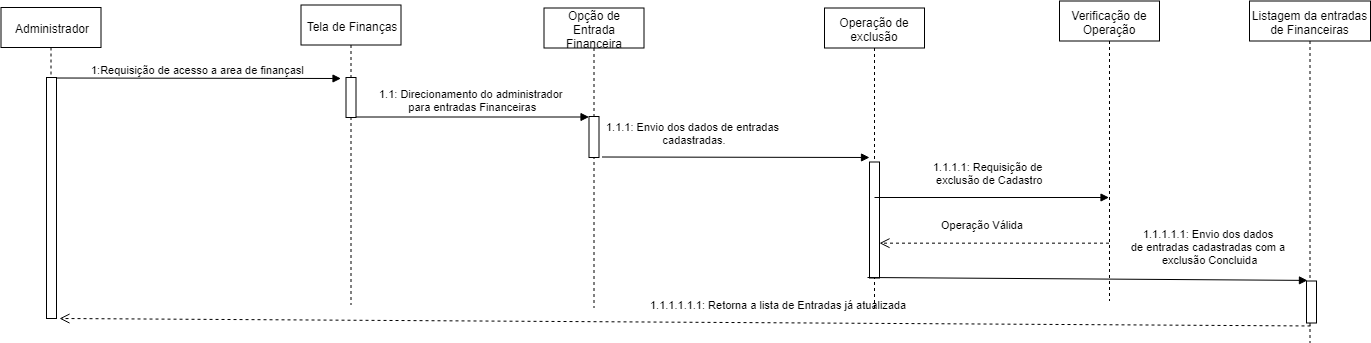 Administrador
Tela de Finanças
Opção de
Entrada
Financeira
Operação de
exclusão
Verificação de
Operação
Listagem da entradas
de Financeiras
1:Requisição de acesso a area de finançasl
1.1: Direcionamento do administrador
para entradas Financeiras
1.1.1: Envio dos dados de entradas
cadastradas.
1.1.1.1: Requisição de
exclusão de Cadastro
Operação Válida
1.1.1.1.1: Envio dos dados
de entradas cadastradas com a
exclusão Concluida
1.1.1.1.1.1: Retorna a lista de Entradas já atualizada